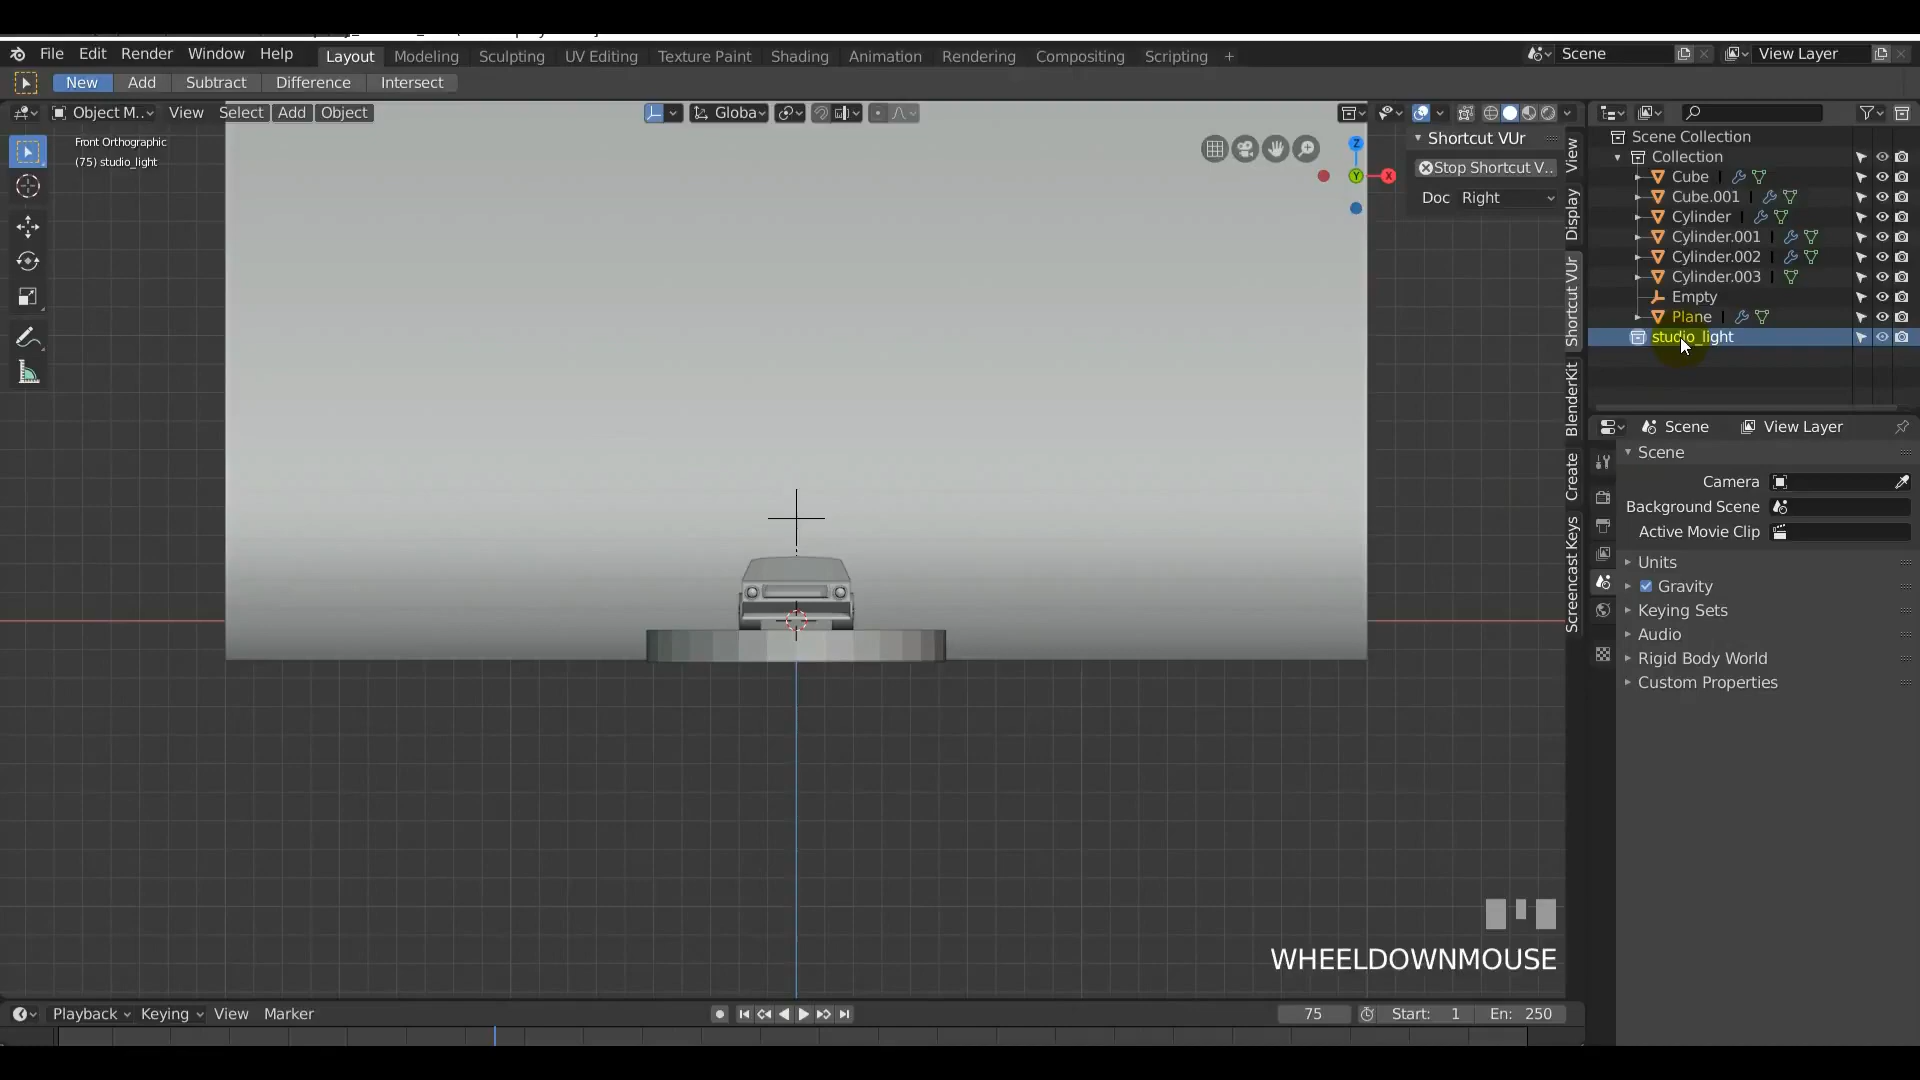 File Edit Render Window Help Layout Modeling Sculpting UV Editing Texture Paint Shading Animation Rendering Compositing Scripting + Scene View Layer
New Add Subtract Difference Intersect
Object M.. View Select Add Object Globa
Front Orthographic
(75) studio_light
Z
Y
X
Shortcut VUr
Stop Shortcut V..
Doc Right
View
Display
Shortcut VUr
BlenderKit
Create
Screencast Keys
Scene Collection
Collection
Cube
Cube.001
Cylinder
Cylinder.001
Cylinder.002
Cylinder.003
Empty
Plane
studio_light
Scene View Layer
Scene
Camera
Background Scene
Active Movie Clip
Units
Gravity
Keying Sets
Audio
Rigid Body World
Custom Properties
WHEELDOWNMOUSE
Playback Keying View Marker 75 Start: 1 En: 250